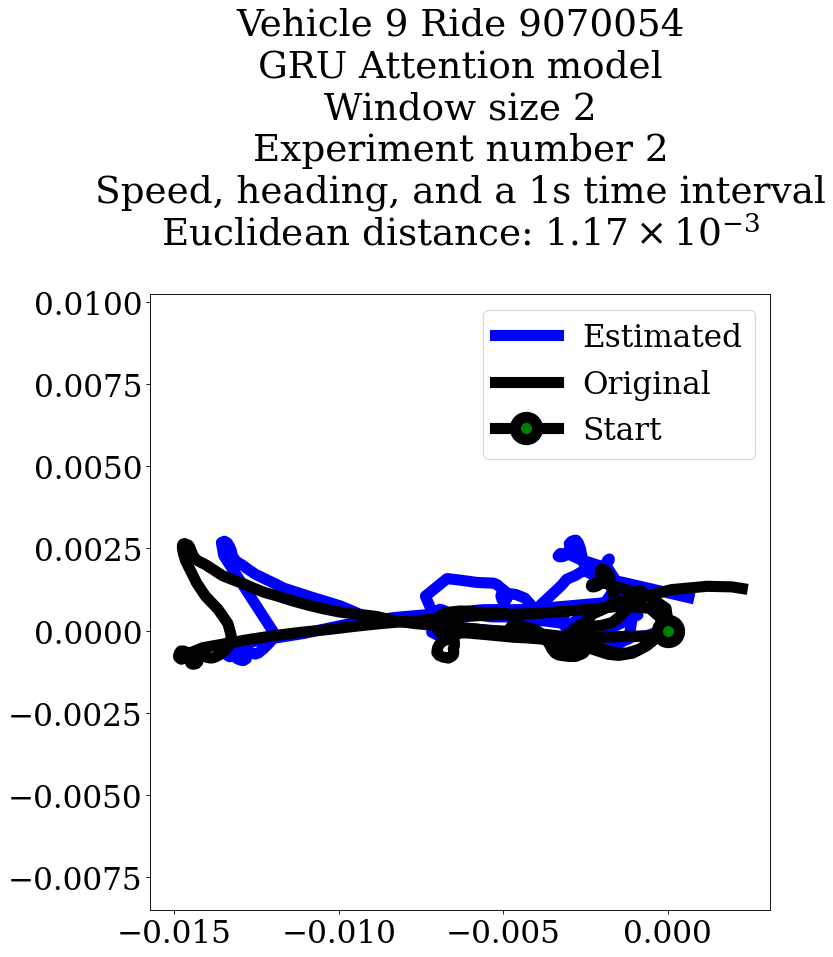 Vehicle 9 Ride 9070054
GRU Attention model
Window size 2
Experiment number 2
Speed, heading, and a 1s time interval
Euclidean distance: 1.17 × 10⁻³
0.0100
0.0075
0.0050
0.0025
0.0000
−0.0025
−0.0050
−0.0075
Estimated
Original
Start
−0.015
−0.010
−0.005
0.000